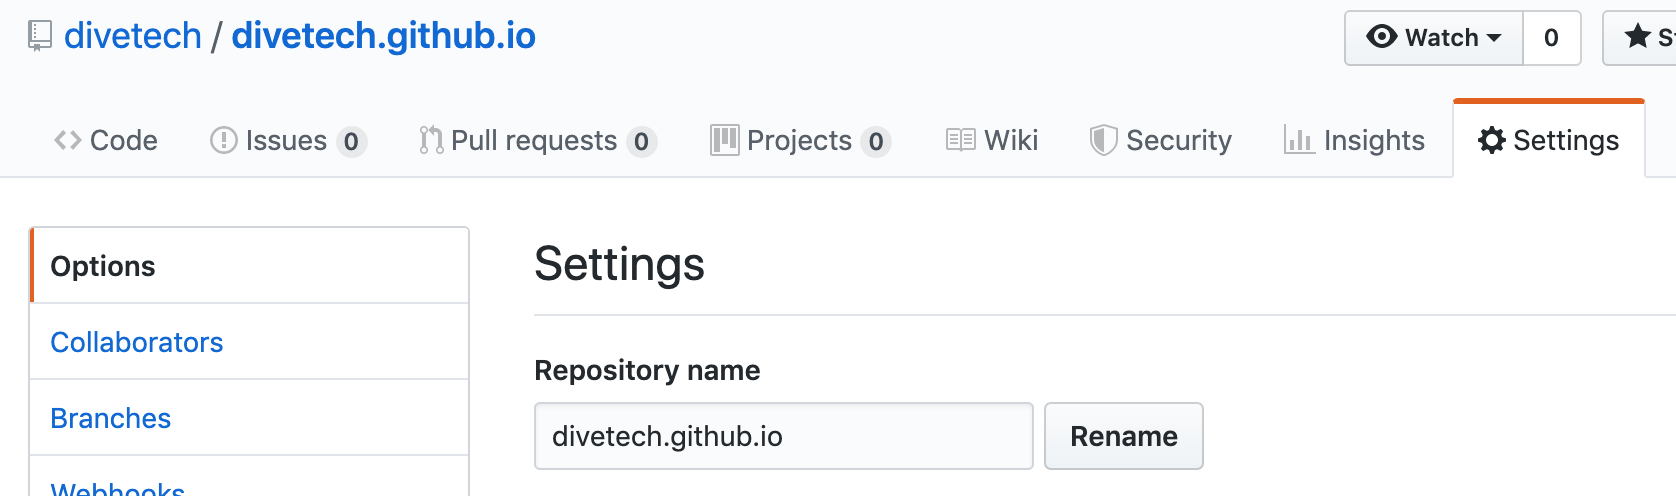 divetech / divetech.github.io
Watch 0
Code Issues 0 Pull requests 0 Projects 0 Wiki Security Insights Settings
Options
Collaborators
Branches
Webhooks
Settings
Repository name
divetech.github.io Rename